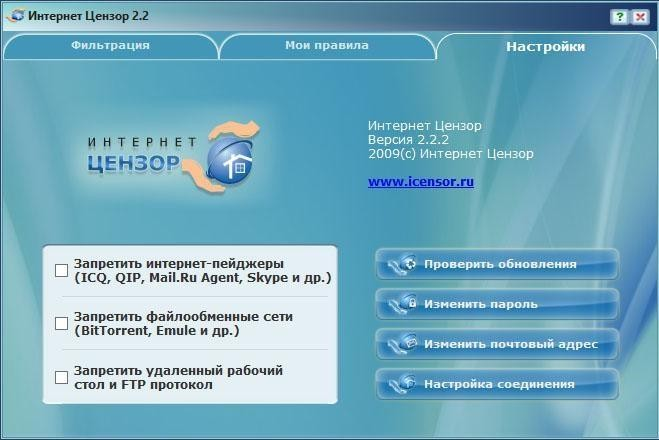 Интернет Цензор 2.2
Фильтрация
Мои правила
Настройки
ИНТЕРНЕТ
ЦЕНЗОР
Интернет Цензор
Версия 2.2.2
2009(c) Интернет Цензор
www.icensor.ru
Запретить интернет-пейджеры
(ICQ, QIP, Mail.Ru Agent, Skype и др.)
Запретить файлообменные сети
(BitTorrent, Emule и др.)
Запретить удаленный рабочий
стол и FTP протокол
Проверить обновления
Изменить пароль
Изменить почтовый адрес
Настройка соединения